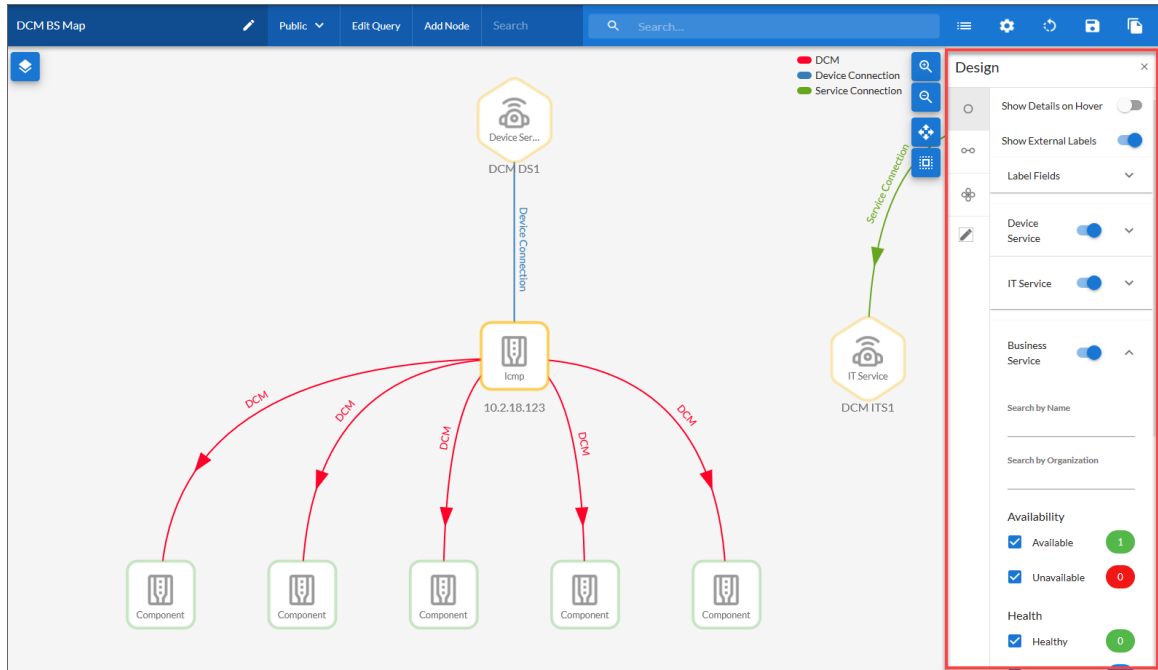 DCM BS Map
Public
Edit Query
Add Node
Search
Search...
DCM
Device Connection
Service Connection
Design
×
Show Details on Hover
Show External Labels
Label Fields
Device
Service
IT Service
Business
Service
Search by Name
Search by Organization
Availability
Available 1
Unavailable 0
Health
Healthy 0
Device Ser...
DCM DS1
Device Connection
Service Connection
Icmp
10.2.18.123
IT Service
DCM ITS1
DCM
DCM
DCM
DCM
DCM
Component
Component
Component
Component
Component